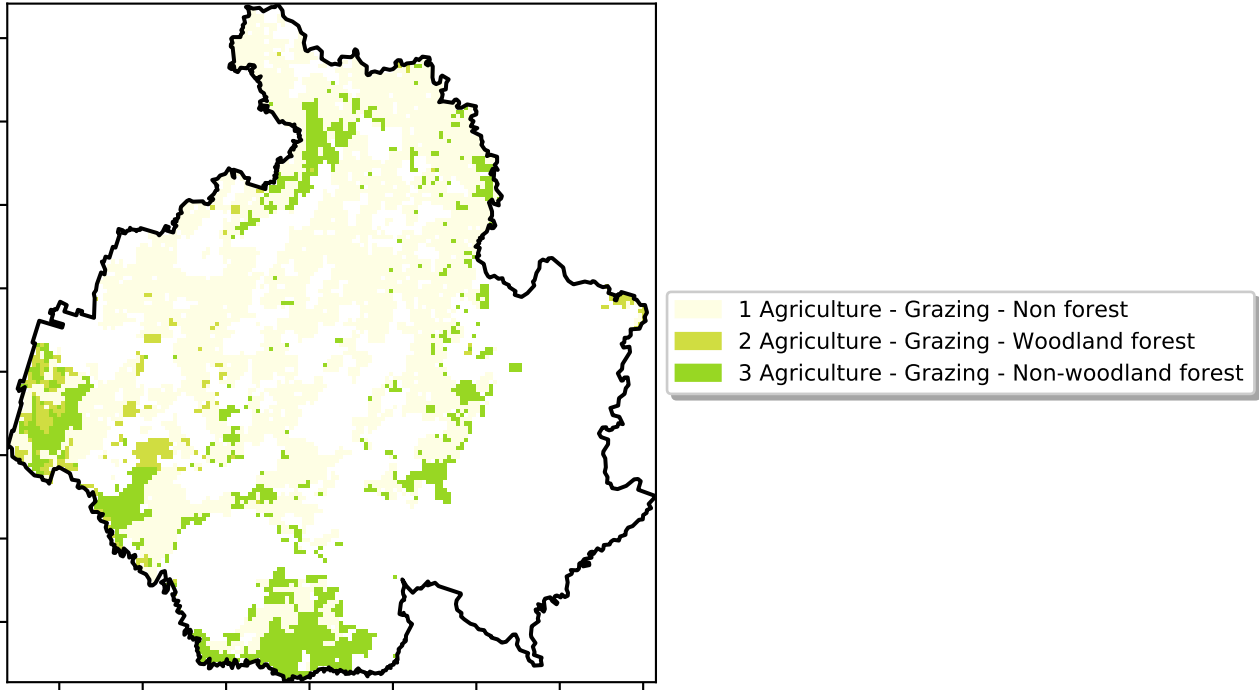 1 Agriculture - Grazing - Non forest
2 Agriculture - Grazing - Woodland forest
3 Agriculture - Grazing - Non-woodland forest